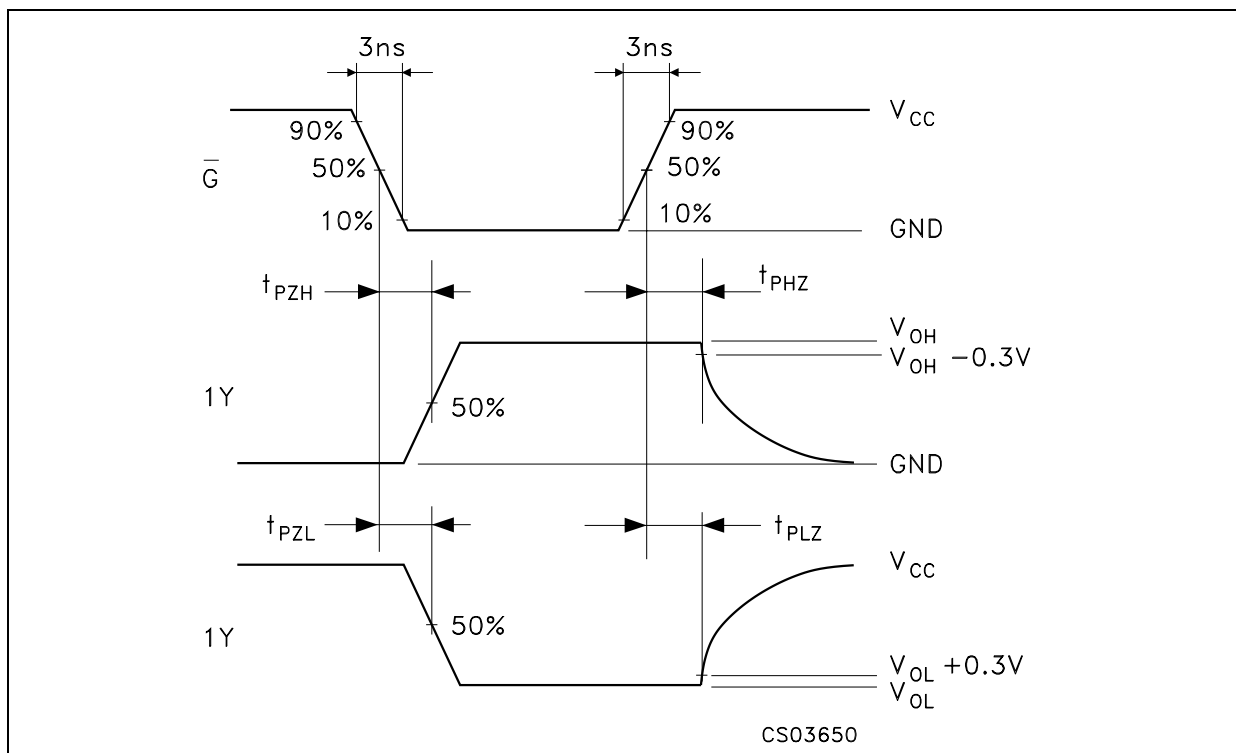 3ns 3ns
90% 90% V_CC
G̅ 50% 50%
10% 10% GND
t_PZH t_PHZ
V_OH
V_OH −0.3V
1Y 50%
GND
t_PZL t_PLZ
V_CC
1Y 50%
V_OL +0.3V
V_OL
CS03650